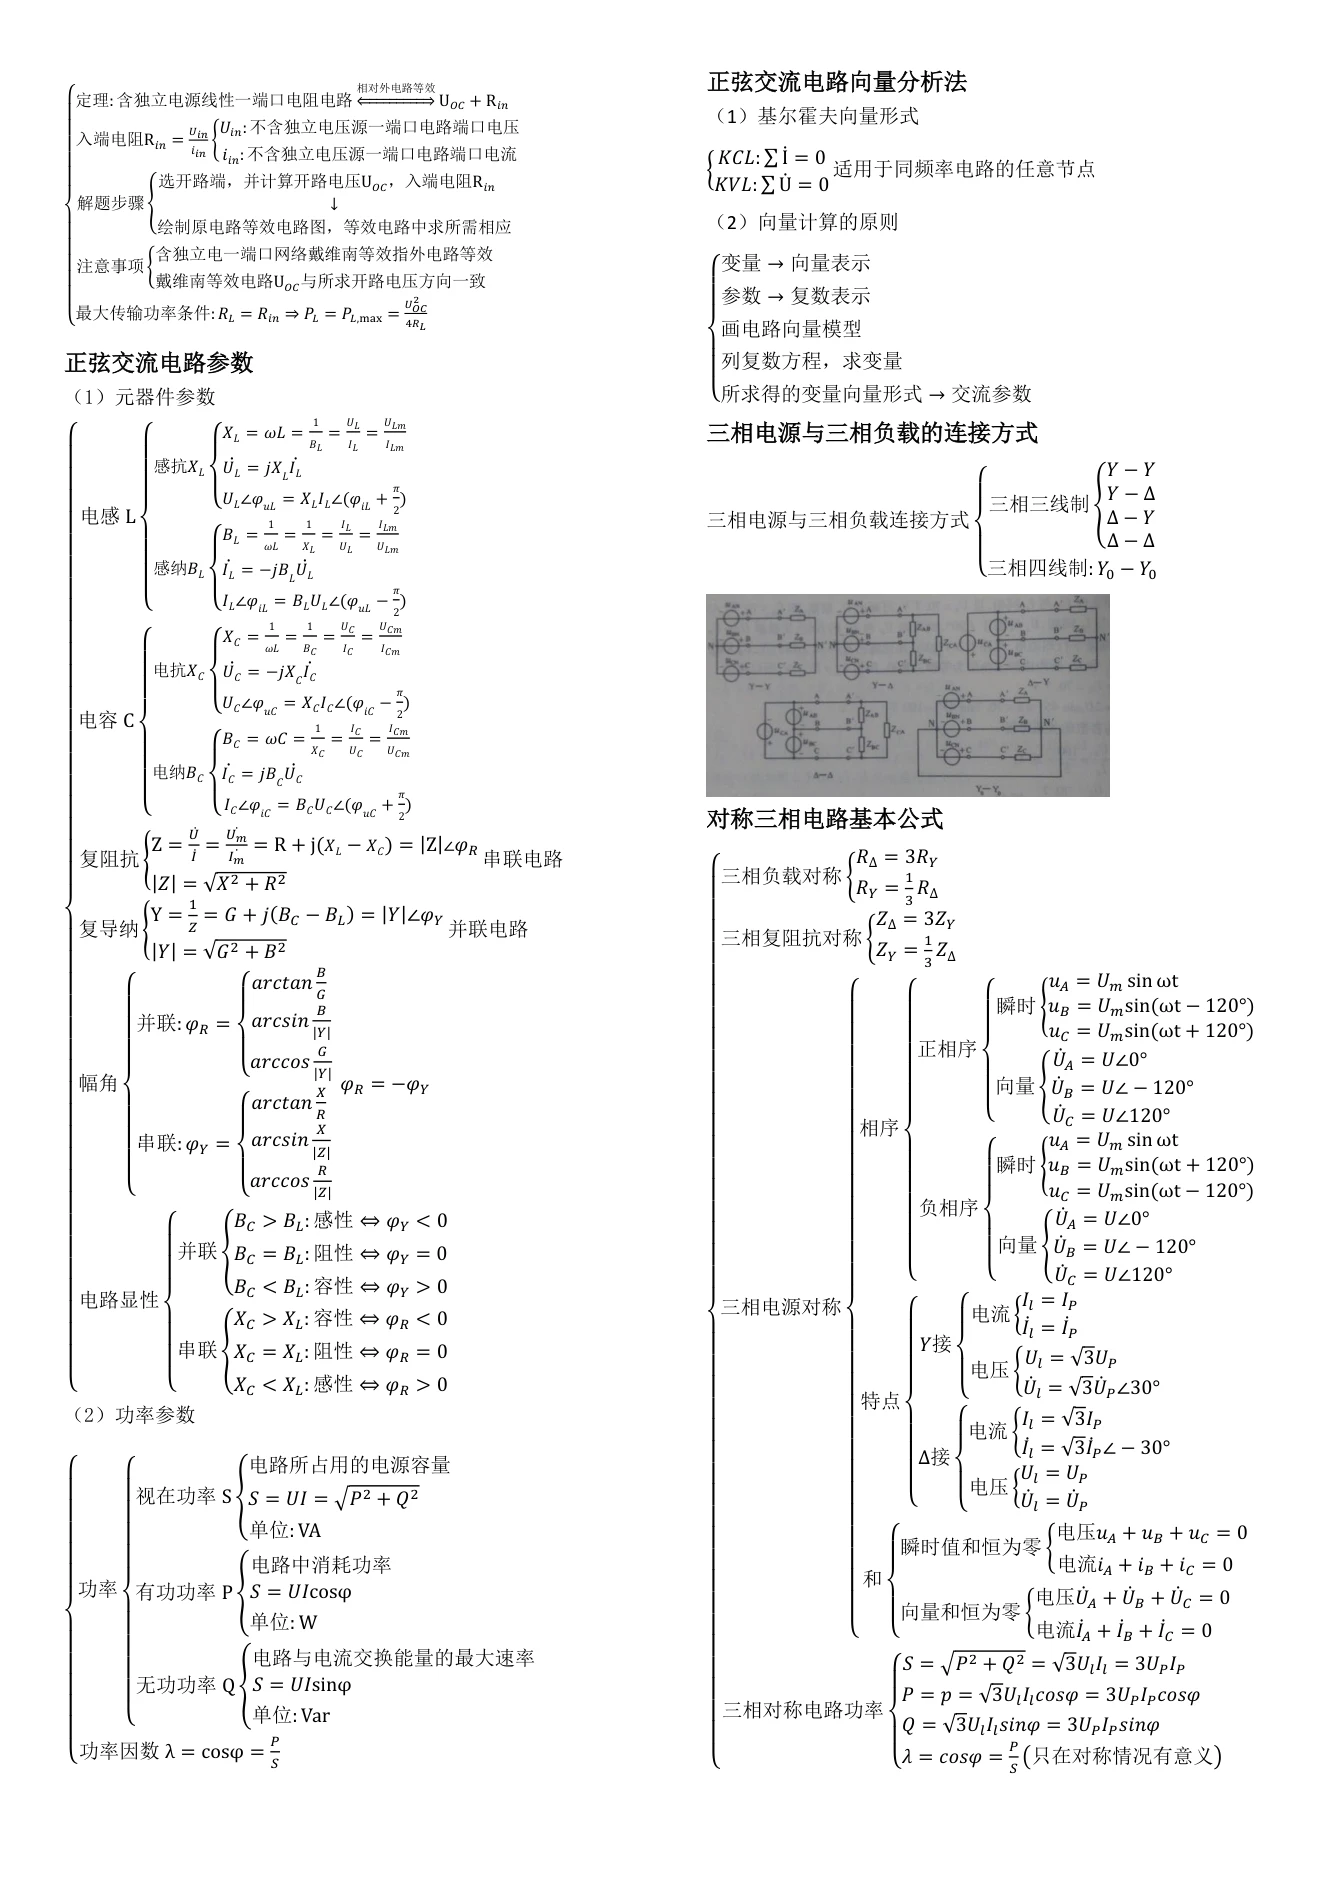 定理: 含独立电源线性一端口电阻电路 ⟺(相对外电路等效) U_OC + R_in
入端电阻R_in = U_in/i_in
U_in: 不含独立电压源一端口电路端口电压
i_in: 不含独立电压源一端口电路端口电流
解题步骤
选开路端，并计算开路电压U_OC，入端电阻R_in
↓
绘制原电路等效电路图，等效电路中求所需相应
注意事项
含独立电一端口网络戴维南等效指外电路等效
戴维南等效电路U_OC与所求开路电压方向一致
最大传输功率条件: R_L = R_in ⇒ P_L = P_L,max = U_OC²/4R_L
正弦交流电路参数
（1）元器件参数
电感 L
感抗X_L
X_L = ωL = 1/B_L = U_L/I_L = U_Lm/I_Lm
U̇_L = jX_L İ_L
U_L∠φ_uL = X_L I_L∠(φ_iL + π/2)
感纳B_L
B_L = 1/ωL = 1/X_L = I_L/U_L = I_Lm/U_Lm
İ_L = −jB_L U̇_L
I_L∠φ_iL = B_L U_L∠(φ_uL − π/2)
电容 C
电抗X_C
X_C = 1/ωL = 1/B_C = U_C/I_C = U_Cm/I_Cm
U̇_C = −jX_C İ_C
U_C∠φ_uC = X_C I_C∠(φ_iC − π/2)
电纳B_C
B_C = ωC = 1/X_C = I_C/U_C = I_Cm/U_Cm
İ_C = jB_C U̇_C
I_C∠φ_iC = B_C U_C∠(φ_uC + π/2)
复阻抗
Z = U̇/İ = U̇_m/İ_m = R + j(X_L − X_C) = |Z|∠φ_R 串联电路
|Z| = √(X² + R²)
复导纳
Y = 1/Z = G + j(B_C − B_L) = |Y|∠φ_Y 并联电路
|Y| = √(G² + B²)
幅角
并联: φ_R =
arctan B/G
arcsin B/|Y|
arccos G/|Y|
φ_R = −φ_Y
串联: φ_Y =
arctan X/R
arcsin X/|Z|
arccos R/|Z|
电路显性
并联
B_C > B_L: 感性 ⇔ φ_Y < 0
B_C = B_L: 阻性 ⇔ φ_Y = 0
B_C < B_L: 容性 ⇔ φ_Y > 0
串联
X_C > X_L: 容性 ⇔ φ_R < 0
X_C = X_L: 阻性 ⇔ φ_R = 0
X_C < X_L: 感性 ⇔ φ_R > 0
（2）功率参数
功率
视在功率 S
电路所占用的电源容量
S = UI = √(P² + Q²)
单位: VA
有功功率 P
电路中消耗功率
S = UIcosφ
单位: W
无功功率 Q
电路与电流交换能量的最大速率
S = UIsinφ
单位: Var
功率因数 λ = cosφ = P/S
正弦交流电路向量分析法
（1）基尔霍夫向量形式
KCL: ∑ İ = 0
KVL: ∑ U̇ = 0
适用于同频率电路的任意节点
（2）向量计算的原则
变量 → 向量表示
参数 → 复数表示
画电路向量模型
列复数方程，求变量
所求得的变量向量形式 → 交流参数
三相电源与三相负载的连接方式
三相电源与三相负载连接方式
三相三线制
Y − Y
Y − Δ
Δ − Y
Δ − Δ
三相四线制: Y₀ − Y₀
Y—Y
Y—Δ
Δ—Y
Δ—Δ
Y₀—Y₀
对称三相电路基本公式
三相负载对称
R_Δ = 3R_Y
R_Y = 1/3 R_Δ
三相复阻抗对称
Z_Δ = 3Z_Y
Z_Y = 1/3 Z_Δ
三相电源对称
相序
正相序
瞬时
u_A = U_m sin ωt
u_B = U_m sin(ωt − 120°)
u_C = U_m sin(ωt + 120°)
向量
U̇_A = U∠0°
U̇_B = U∠ − 120°
U̇_C = U∠120°
负相序
瞬时
u_A = U_m sin ωt
u_B = U_m sin(ωt + 120°)
u_C = U_m sin(ωt − 120°)
向量
U̇_A = U∠0°
U̇_B = U∠ − 120°
U̇_C = U∠120°
特点
Y接
电流
I_l = I_P
İ_l = İ_P
电压
U_l = √3U_P
U̇_l = √3U̇_P∠30°
Δ接
电流
I_l = √3I_P
İ_l = √3İ_P∠ − 30°
电压
U_l = U_P
U̇_l = U̇_P
和
瞬时值和恒为零
电压u_A + u_B + u_C = 0
电流i_A + i_B + i_C = 0
向量和恒为零
电压U̇_A + U̇_B + U̇_C = 0
电流İ_A + İ_B + İ_C = 0
三相对称电路功率
S = √(P² + Q²) = √3U_l I_l = 3U_P I_P
P = p = √3U_l I_l cosφ = 3U_P I_P cosφ
Q = √3U_l I_l sinφ = 3U_P I_P sinφ
λ = cosφ = P/S (只在对称情况有意义)